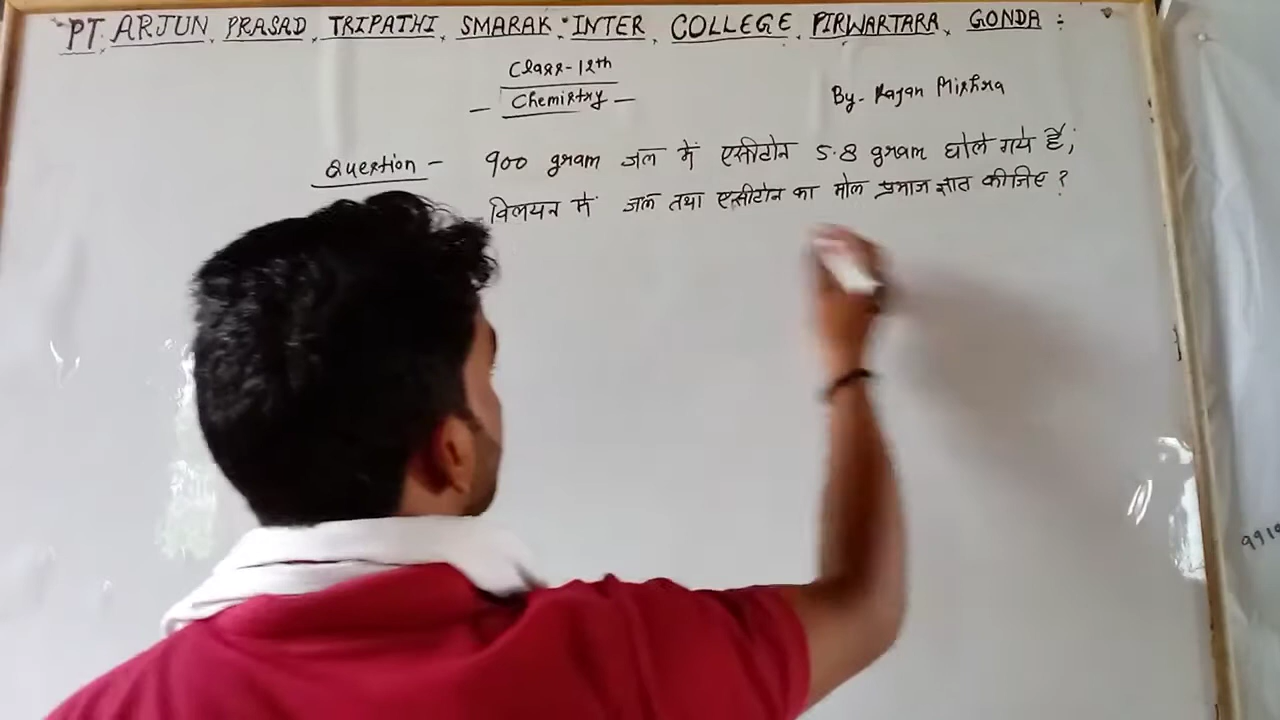 PT. ARJUN PRASAD TRIPATHI SMARAK INTER COLLEGE PIRWARTARA, GONDA :
Class-12th
Chemistry
By- Rajan Mishra
Question - 900 gram जल में एसीटोन 5.8 gram घोले गये हैं;
विलयन में जल तथा एसीटोन का मोल प्रभाज ज्ञात कीजिए ?